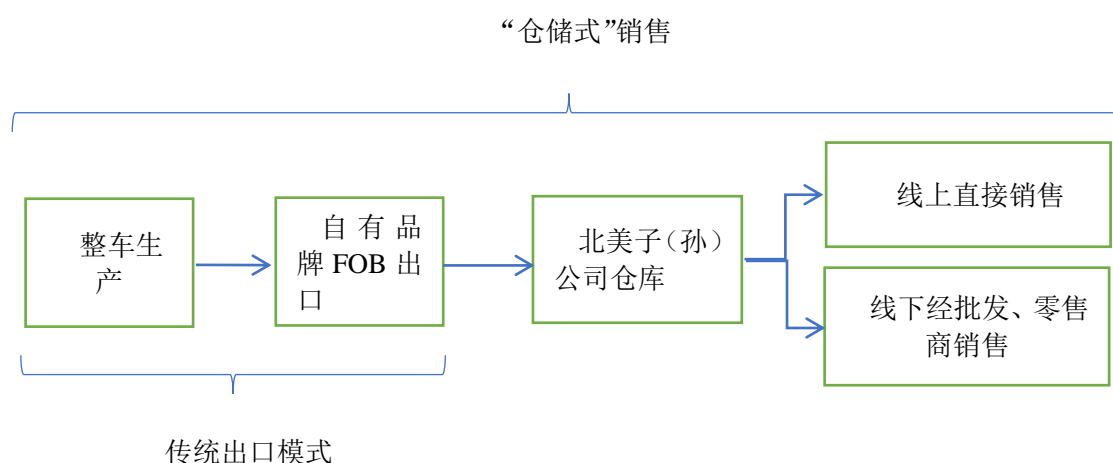 “仓储式”销售
整车生
产
自有品
牌 FOB 出
口
北美子（孙）
公司仓库
线上直接销售
线下经批发、零售
商销售
传统出口模式